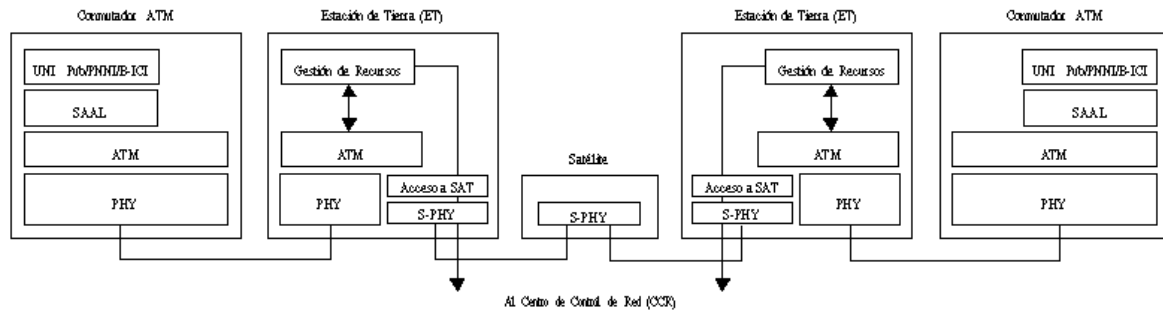 Conmutador ATM
Estación de Tierra (ET)
Estación de Tierra (ET)
Conmutador ATM
UNI Pub/PNNI/B-ICI
SAAL
ATM
PHY
Gestión de Recursos
ATM
PHY
Acceso a SAT
S-PHY
Satélite
S-PHY
Gestión de Recursos
ATM
Acceso a SAT
S-PHY
PHY
UNI Pub/PNNI/B-ICI
SAAL
ATM
PHY
Al Centro de Control de Red (CCR)